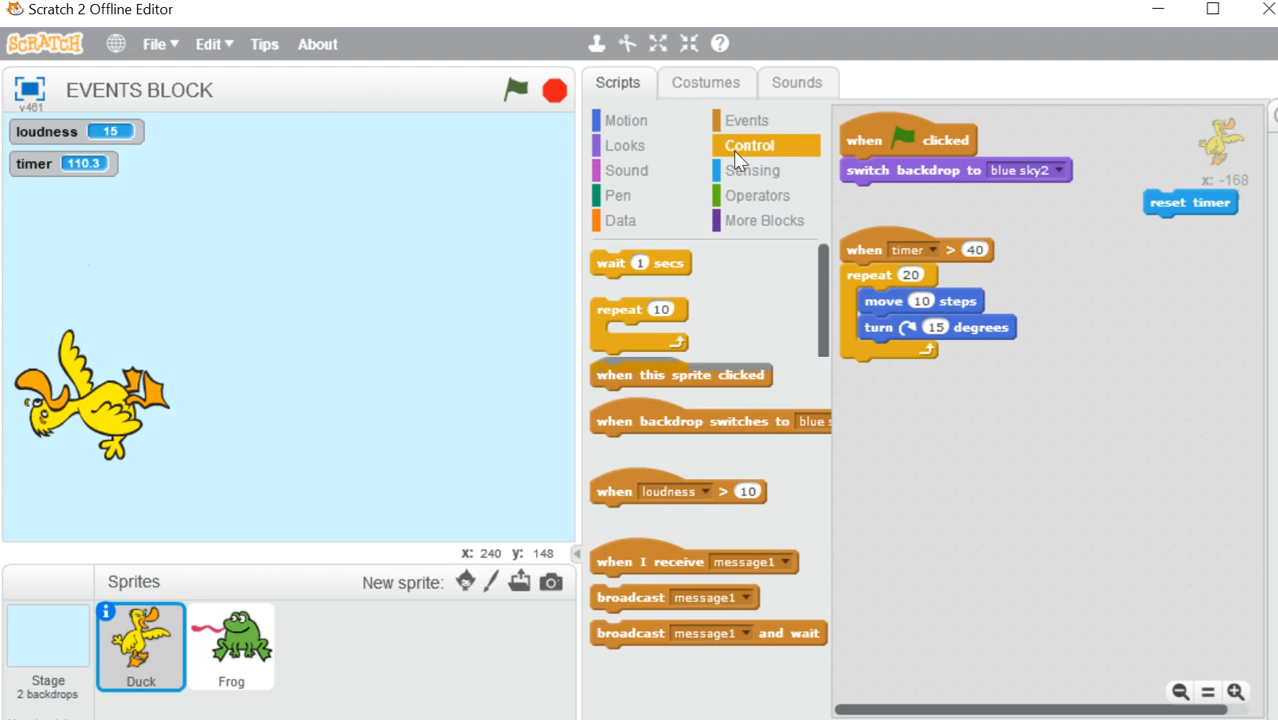 Scratch 2 Offline Editor
SCRATCH File Edit Tips About
v461 EVENTS BLOCK
loudness 15
timer 110.3
x: 240 y: 148
Sprites New sprite:
Stage
2 backdrops
Duck
Frog
Scripts Costumes Sounds
Motion Events
Looks Control
Sound Sensing
Pen Operators
Data More Blocks
wait 1 secs
repeat 10
when this sprite clicked
when backdrop switches to blue s
when loudness > 10
when I receive message1
broadcast message1
broadcast message1 and wait
when clicked
switch backdrop to blue sky2
x: -168
reset timer
when timer > 40
repeat 20
move 10 steps
turn 15 degrees